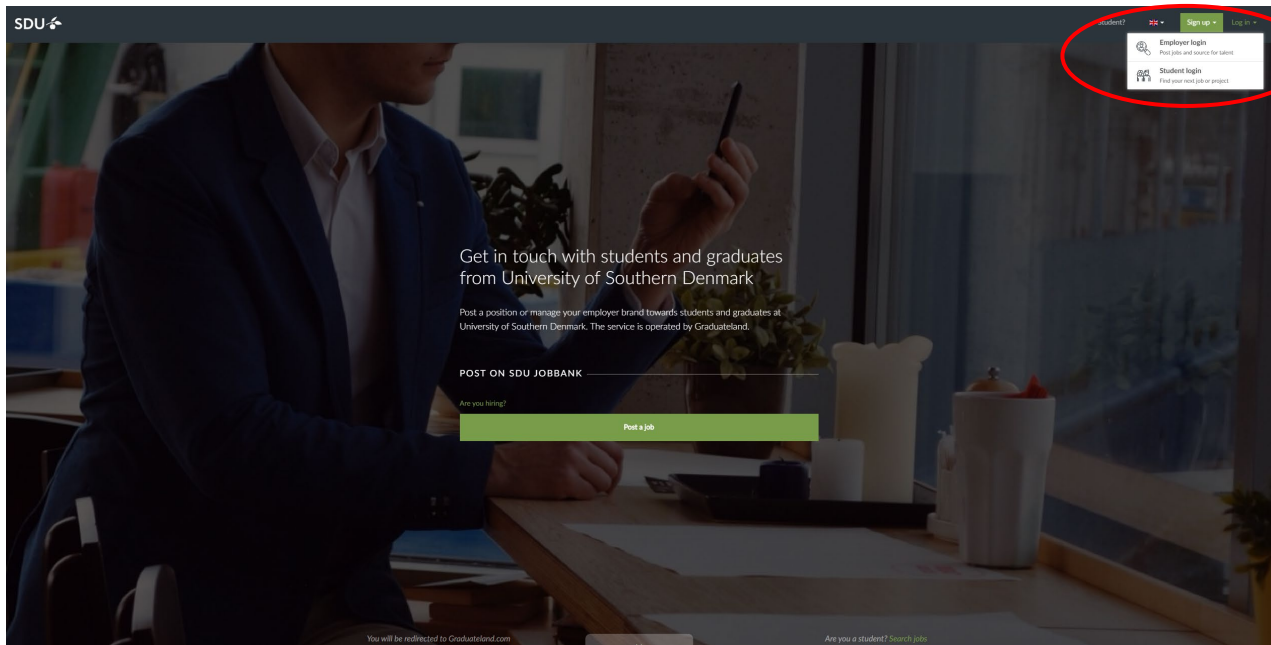 SDU
Student?
Sign up
Log in
Employer login
Post jobs and source for talent
Student login
Find your next job or project
Get in touch with students and graduates
from University of Southern Denmark
Post a position or manage your employer brand towards students and graduates at
University of Southern Denmark. The service is operated by Graduateland.
POST ON SDU JOBBANK
Are you hiring?
Post a job
You will be redirected to Graduateland.com
Are you a student? Search jobs